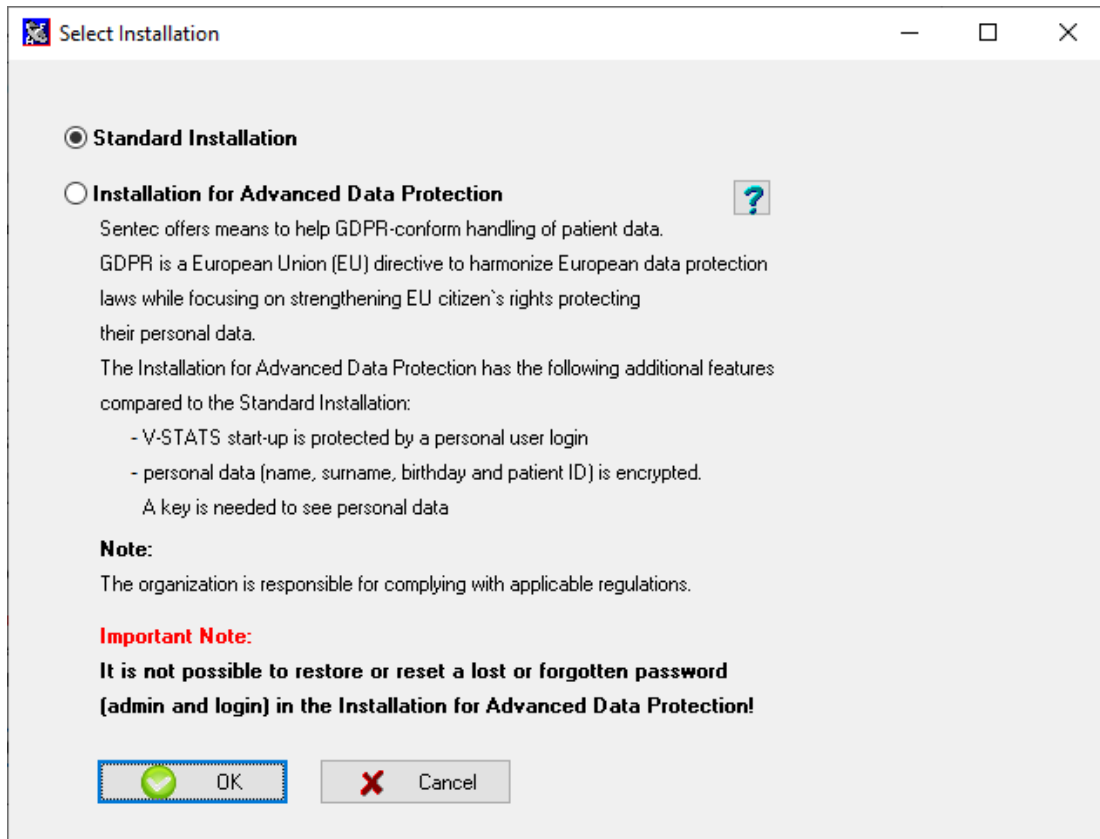 Select Installation
Standard Installation
Installation for Advanced Data Protection
Sentec offers means to help GDPR-conform handling of patient data.
GDPR is a European Union (EU) directive to harmonize European data protection
laws while focusing on strengthening EU citizen`s rights protecting
their personal data.
The Installation for Advanced Data Protection has the following additional features
compared to the Standard Installation:
- V-STATS start-up is protected by a personal user login
- personal data (name, surname, birthday and patient ID) is encrypted.
A key is needed to see personal data
Note:
The organization is responsible for complying with applicable regulations.
Important Note:
It is not possible to restore or reset a lost or forgotten password
(admin and login) in the Installation for Advanced Data Protection!
OK
Cancel